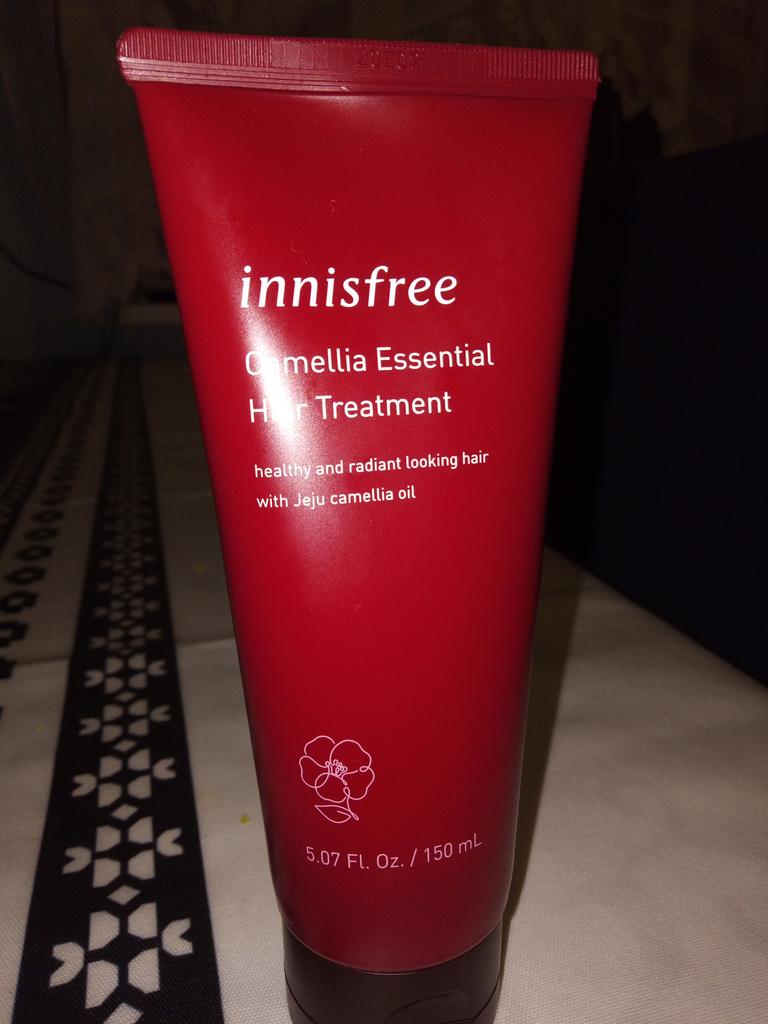 innisfree
Camellia Essential
Hair Treatment
healthy and radiant looking hair
with Jeju camellia oil
5.07 Fl. Oz. / 150 mL